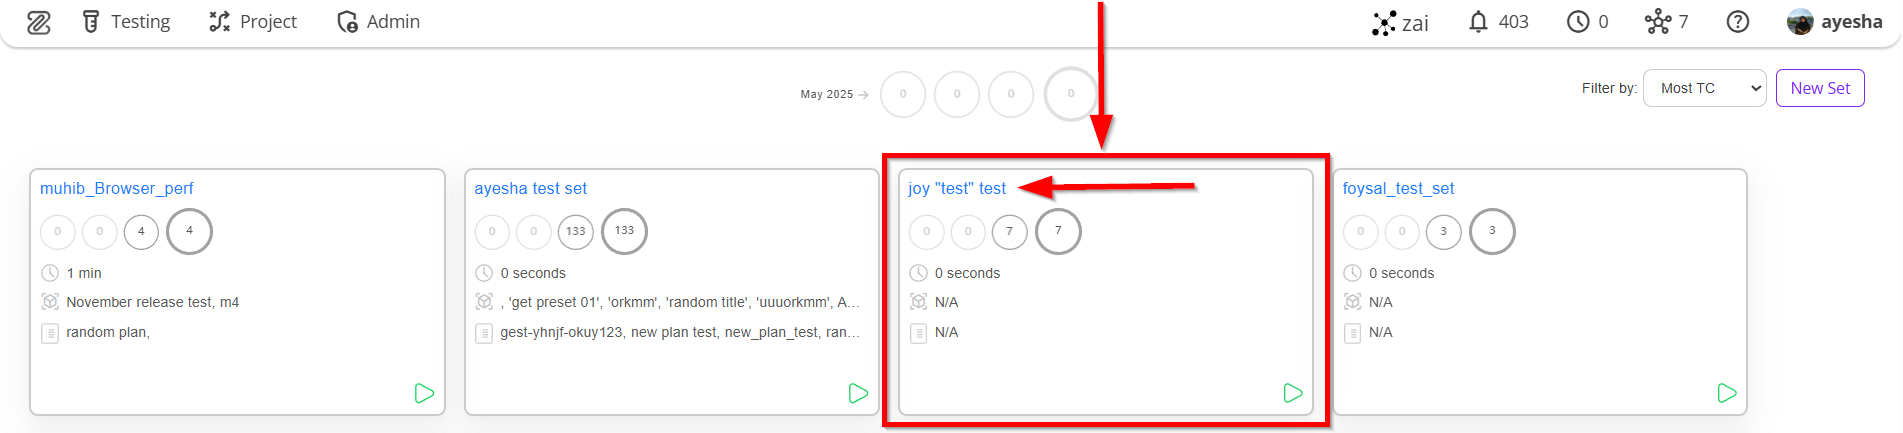 Testing Project Admin zai 403 0 7 ayesha
May 2025 → 0 0 0 0 Filter by: Most TC New Set
muhib_Browser_perf
0 0 4 4
1 min
November release test, m4
random plan,
ayesha test set
0 0 133 133
0 seconds
, 'get preset 01', 'orkmm', 'random title', 'uuuorkmm', A...
gest-yhnjf-okuy123, new plan test, new_plan_test, ran...
joy "test" test
0 0 7 7
0 seconds
N/A
N/A
foysal_test_set
0 0 3 3
0 seconds
N/A
N/A